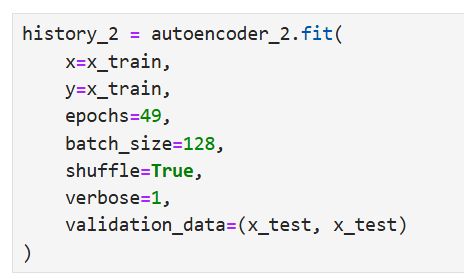 history_2 = autoencoder_2.fit(
    x=x_train,
    y=x_train,
    epochs=49,
    batch_size=128,
    shuffle=True,
    verbose=1,
    validation_data=(x_test, x_test)
)